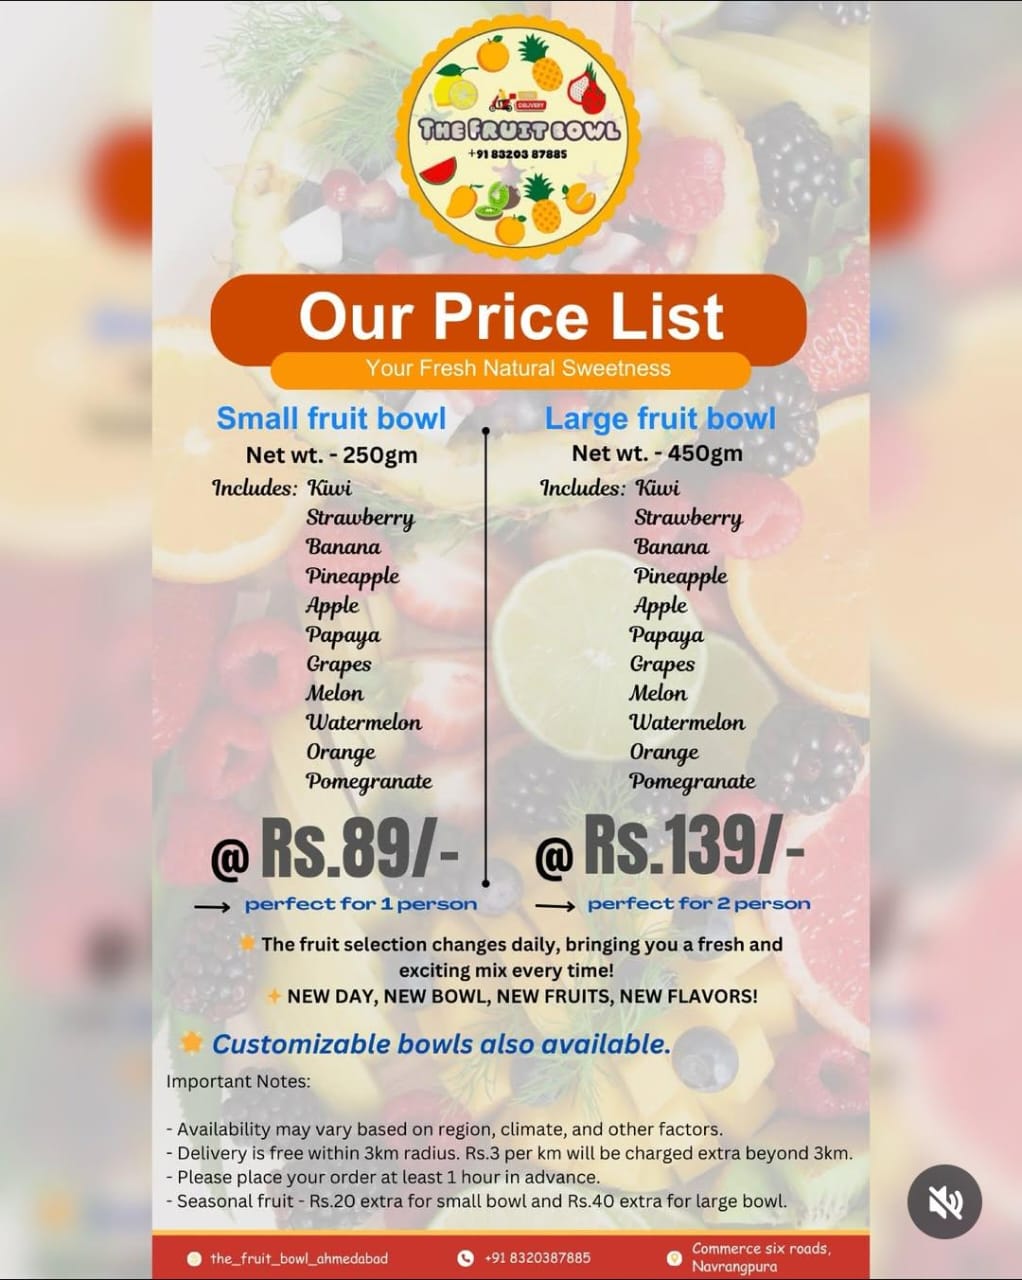 DELIVERY
THE FRUIT BOWL
+91 83203 87885
Our Price List
Your Fresh Natural Sweetness
Small fruit bowl
Net wt. - 250gm
Includes: Kiwi
Strawberry
Banana
Pineapple
Apple
Papaya
Grapes
Melon
Watermelon
Orange
Pomegranate
@ Rs.89/-
perfect for 1 person
Large fruit bowl
Net wt. - 450gm
Includes: Kiwi
Strawberry
Banana
Pineapple
Apple
Papaya
Grapes
Melon
Watermelon
Orange
Pomegranate
@ Rs.139/-
perfect for 2 person
The fruit selection changes daily, bringing you a fresh and
exciting mix every time!
NEW DAY, NEW BOWL, NEW FRUITS, NEW FLAVORS!
Customizable bowls also available.
Important Notes:
- Availability may vary based on region, climate, and other factors.
- Delivery is free within 3km radius. Rs.3 per km will be charged extra beyond 3km.
- Please place your order at least 1 hour in advance.
- Seasonal fruit - Rs.20 extra for small bowl and Rs.40 extra for large bowl.
the_fruit_bowl_ahmedabad
+91 8320387885
Commerce six roads,
Navrangpura